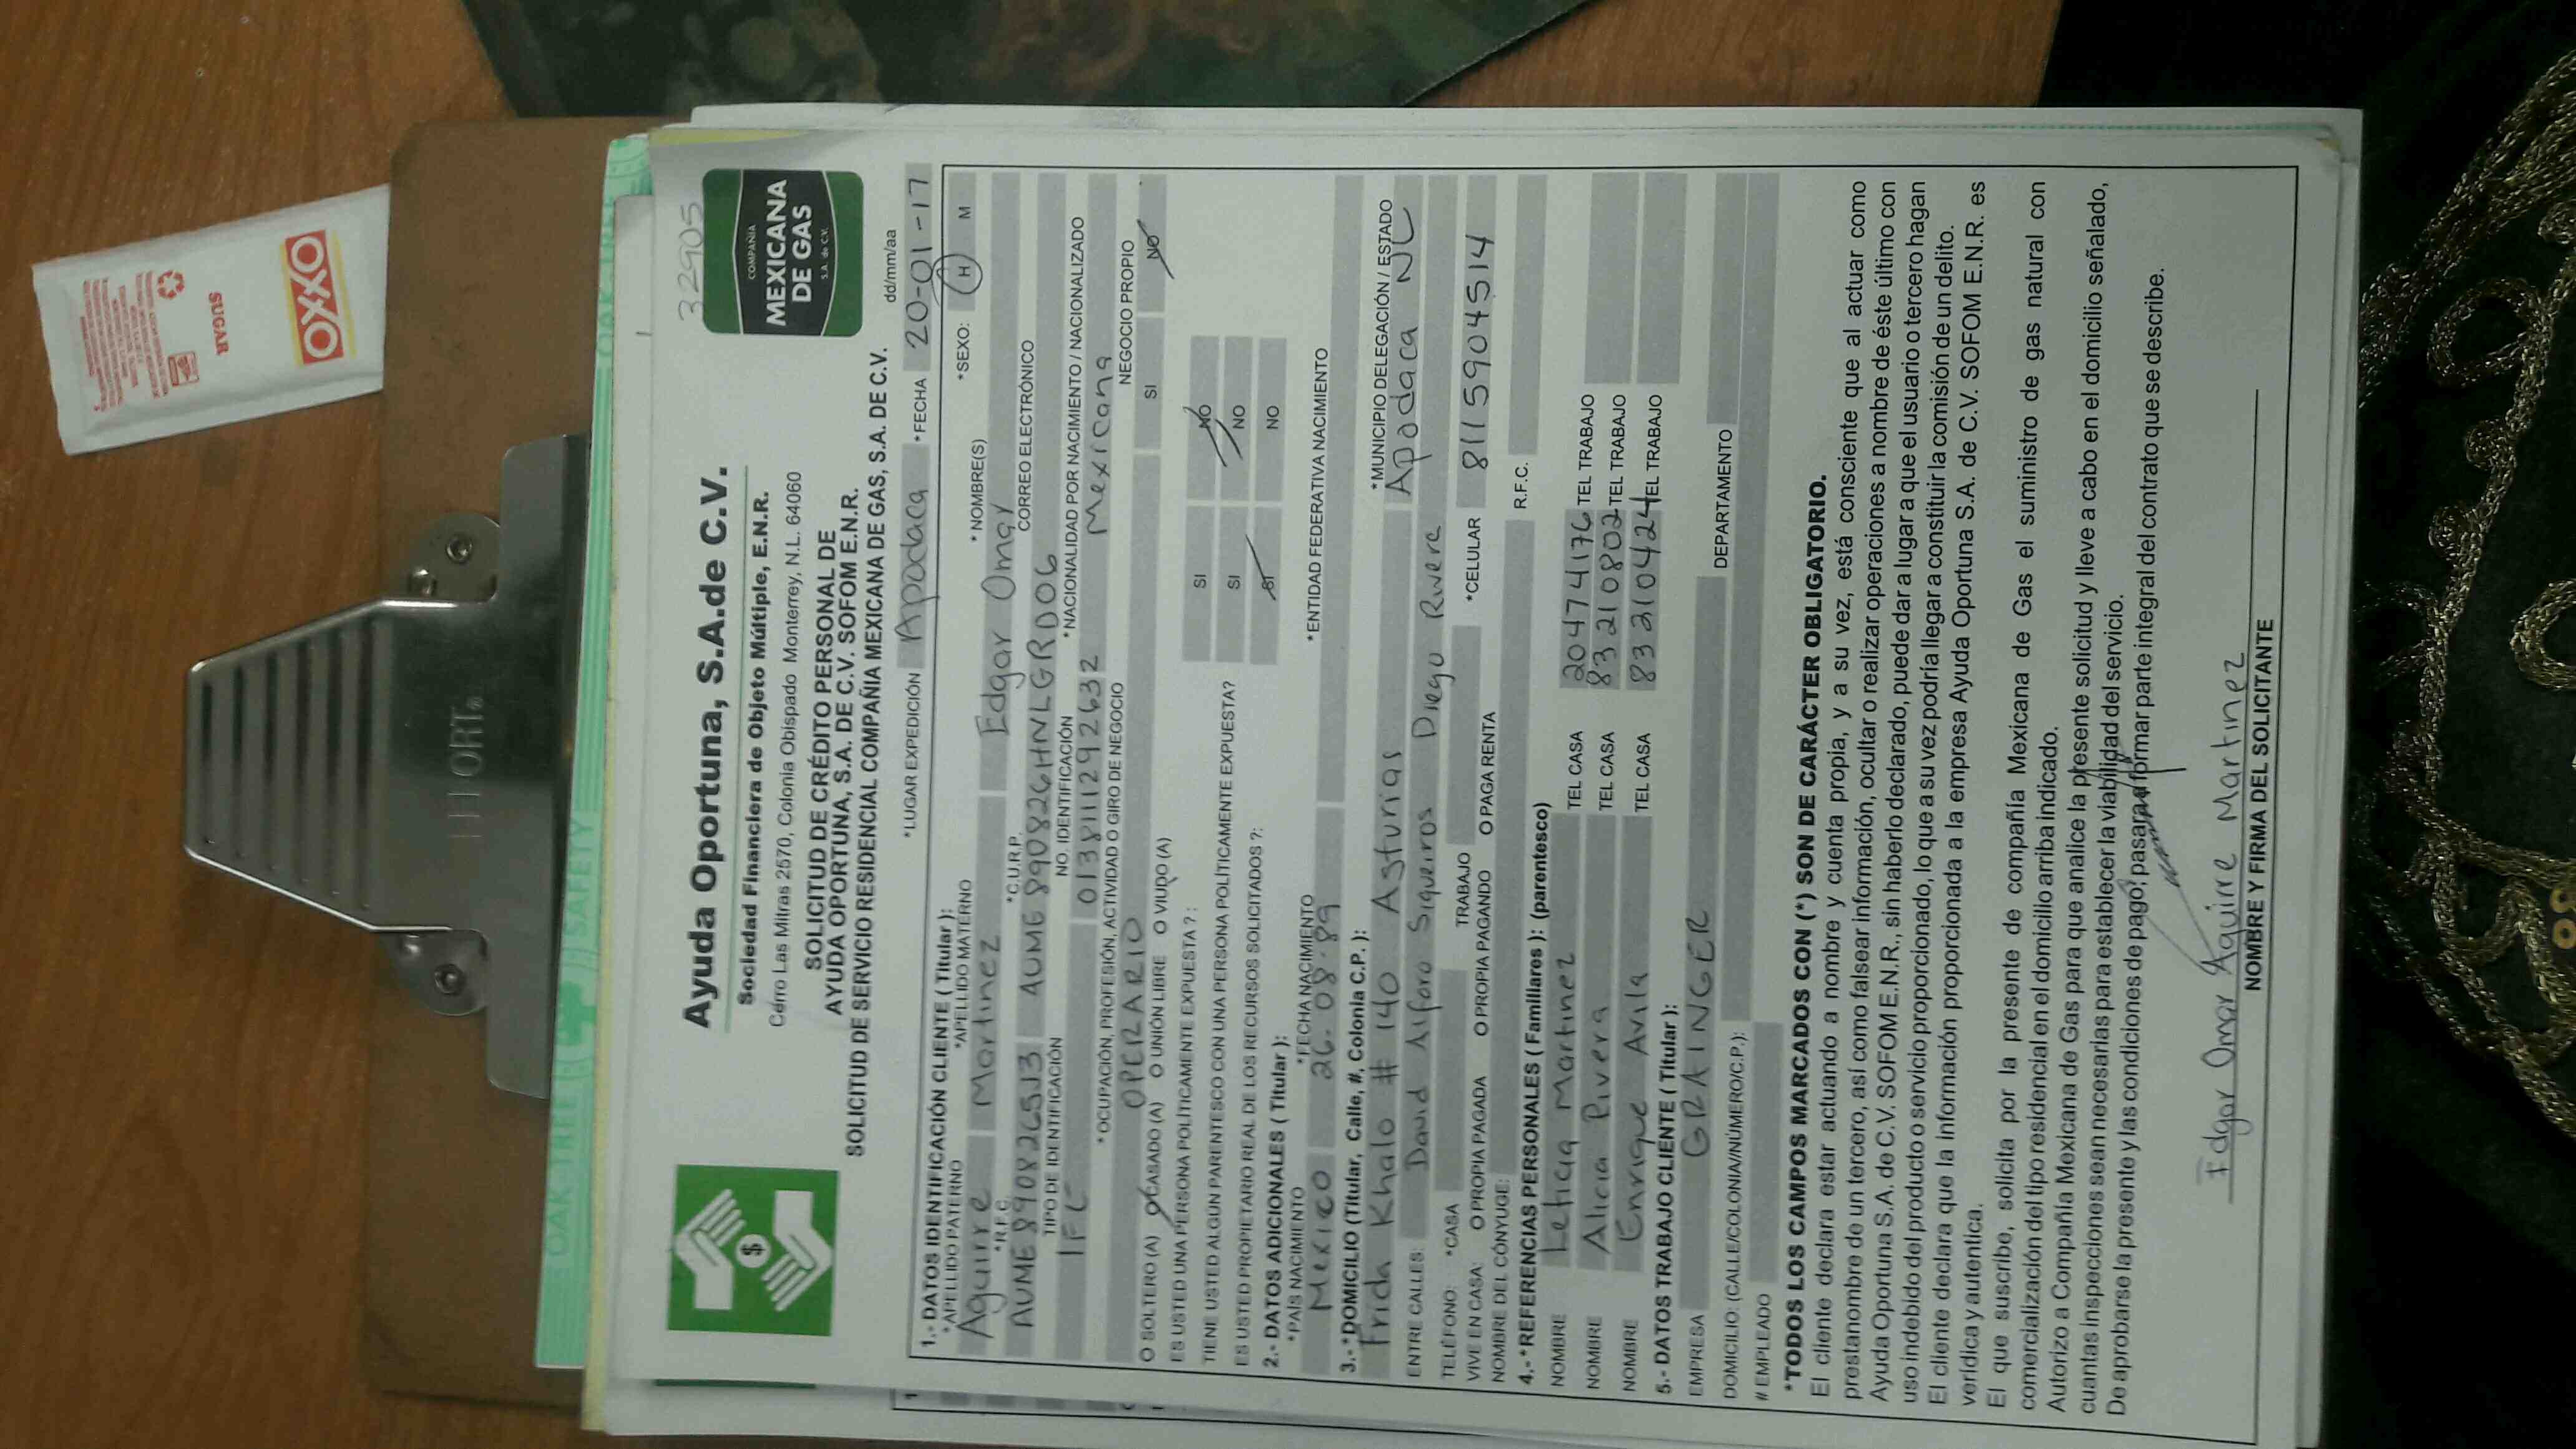 32905
Ayuda Oportuna, S.A.de C.V.
Sociedad Financiera de Objeto Múltiple, E.N.R.
Cerro Las Mitras 2570, Colonia Obispado Monterrey, N.L. 64060
COMPAÑIA
MEXICANA
DE GAS
S.A. de C.V.
SOLICITUD DE CRÉDITO PERSONAL DE
AYUDA OPORTUNA, S.A. DE C.V. SOFOM E.N.R.
SOLICITUD DE SERVICIO RESIDENCIAL COMPAÑIA MEXICANA DE GAS, S.A. DE C.V.
dd/mm/aa
*LUGAR EXPEDICIÓN Apodaca *FECHA 20-01-17
1.- DATOS IDENTIFICACIÓN CLIENTE ( Titular ):
*APELLIDO PATERNO *APELLIDO MATERNO *NOMBRE(S) *SEXO: H M
Aguirre Martinez Edgar Omar
*R.F.C. *C.U.R.P. CORREO ELECTRÓNICO
AUME890826SJ3 AUME890826HNLGRD06
TIPO DE IDENTIFICACIÓN NO. IDENTIFICACIÓN *NACIONALIDAD POR NACIMIENTO / NACIONALIZADO
IFE 0138111292632 Mexicana
*OCUPACIÓN, PROFESIÓN, ACTIVIDAD O GIRO DE NEGOCIO NEGOCIO PROPIO
OPERARIO SI NO
O SOLTERO (A) O CASADO (A) O UNIÓN LIBRE O VIUDO (A)
ES USTED UNA PERSONA POLÍTICAMENTE EXPUESTA ? : SI NO
TIENE USTED ALGÚN PARENTESCO CON UNA PERSONA POLÍTICAMENTE EXPUESTA? SI NO
ES USTED PROPIETARIO REAL DE LOS RECURSOS SOLICITADOS ?: SI NO
2.- DATOS ADICIONALES ( Titular ):
*PAÍS NACIMIENTO *FECHA NACIMIENTO *ENTIDAD FEDERATIVA NACIMIENTO
Mexico 26-08-89
3.- *DOMICILIO (Titular, Calle, #, Colonia C.P. ): *MUNICIPIO DELEGACIÓN / ESTADO
Frida Khalo # 140 Asturias Apodaca NL
ENTRE CALLES: David Alfaro Siqueiros Diego Rivera
TELÉFONO: *CASA TRABAJO *CELULAR 8115904514
VIVE EN CASA: O PROPIA PAGADA O PROPIA PAGANDO O PAGA RENTA
NOMBRE DEL CÓNYUGE: R.F.C.
4.-*REFERENCIAS PERSONALES ( Familiares ): (parentesco)
NOMBRE Leticia Martinez TEL CASA 20474176 TEL TRABAJO
NOMBRE Alicia Rivera TEL CASA 83210802 TEL TRABAJO
NOMBRE Enrique Avila TEL CASA 83210424 TEL TRABAJO
5.- DATOS TRABAJO CLIENTE ( Titular ):
EMPRESA GRAINGER DEPARTAMENTO
DOMICILIO: (CALLE/COLONIA/NÚMERO/C.P.):
# EMPLEADO
*TODOS LOS CAMPOS MARCADOS CON (*) SON DE CARÁCTER OBLIGATORIO.
El cliente declara estar actuando a nombre y cuenta propia, y a su vez, está consciente que al actuar como
prestanombre de un tercero, así como falsear información, ocultar o realizar operaciones a nombre de éste último con
Ayuda Oportuna S.A. de C.V. SOFOM E.N.R., sin haberlo declarado, puede dar a lugar a que el usuario o tercero hagan
uso indebido del producto o servicio proporcionado, lo que a su vez podría llegar a constituir la comisión de un delito.
El cliente declara que la información proporcionada a la empresa Ayuda Oportuna S.A. de C.V. SOFOM E.N.R. es
verídica y autentica.
El que suscribe, solicita por la presente de compañía Mexicana de Gas el suministro de gas natural con
comercialización del tipo residencial en el domicilio arriba indicado.
Autorizo a Compañía Mexicana de Gas para que analice la presente solicitud y lleve a cabo en el domicilio señalado,
cuantas inspecciones sean necesarias para establecer la viabilidad del servicio.
De aprobarse la presente y las condiciones de pago, pasara a formar parte integral del contrato que se describe.
Edgar Omar Aguirre Martinez
NOMBRE Y FIRMA DEL SOLICITANTE
OXXO
SUGAR
OAK TREE
SAFETY